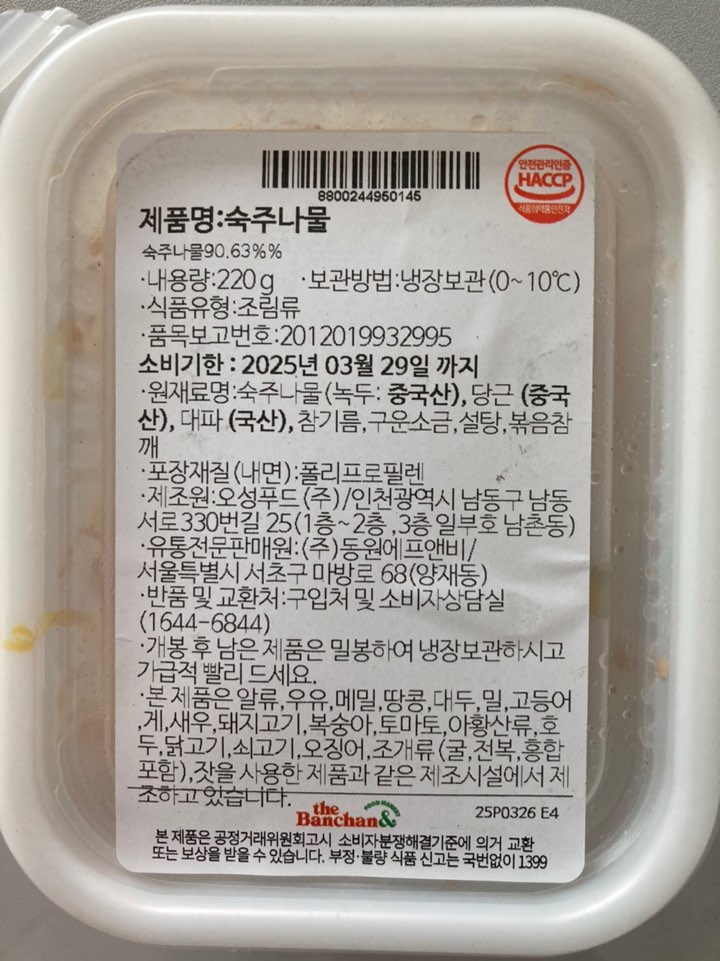 8800244950145
안전관리인증
HACCP
식품의약품안전처
제품명:숙주나물
숙주나물90.63%%
·내용량:220g ·보관방법:냉장보관(0~10℃)
·식품유형:조림류
·품목보고번호:2012019932995
소비기한 : 2025년 03월 29일 까지
·원재료명:숙주나물(녹두: 중국산), 당근 (중국
산), 대파 (국산), 참기름,구운소금,설탕,볶음참
깨
·포장재질(내면):폴리프로필렌
·제조원:오성푸드(주)/인천광역시 남동구 남동
서로330번길 25(1층~2층,3층 일부호 남촌동)
·유통전문판매원:(주)동원에프앤비/
서울특별시 서초구 마방로 68(양재동)
·반품 및 교환처:구입처 및 소비자상담실
(1644-6844)
·개봉 후 남은 제품은 밀봉하여 냉장보관하시고
가급적 빨리 드세요.
·본 제품은 알류,우유,메밀,땅콩,대두,밀,고등어
,게,새우,돼지고기,복숭아,토마토,아황산류,호
두,닭고기,쇠고기,오징어,조개류(굴,전복,홍합
포함),잣을 사용한 제품과 같은 제조시설에서 제
조하고 있습니다.
the
Banchan&
FOOD MARKET
25P0326 E4
본 제품은 공정거래위원회고시 소비자분쟁해결기준에 의거 교환
또는 보상을 받을 수 있습니다. 부정·불량 식품 신고는 국번없이 1399